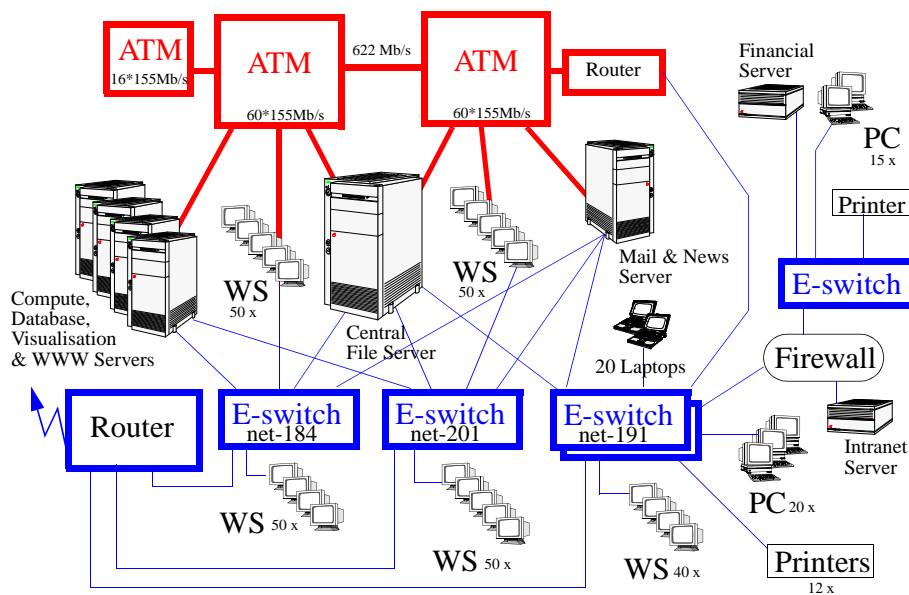 ATM
16*155Mb/s
ATM
60*155Mb/s
622 Mb/s
ATM
60*155Mb/s
Router
Financial
Server
PC
15 x
Printer
E-switch
WS
50 x
WS
50 x
Mail & News
Server
Compute,
Database,
Visualisation
& WWW Servers
Central
File Server
20 Laptops
Firewall
Router
E-switch
net-184
E-switch
net-201
E-switch
net-191
Intranet
Server
WS 50 x
WS 50 x
WS 40 x
PC 20 x
Printers
12 x